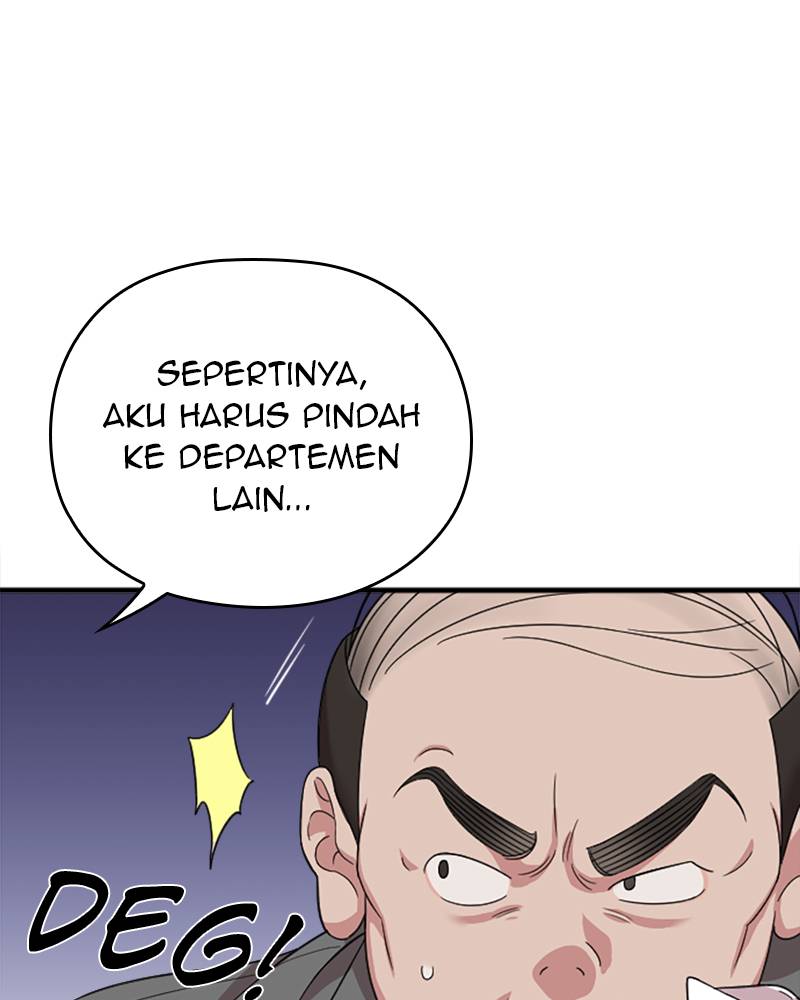 SEPERTINYA,
AKU HARUS PINDAH
KE DEPARTEMEN
LAIN...
DEG!